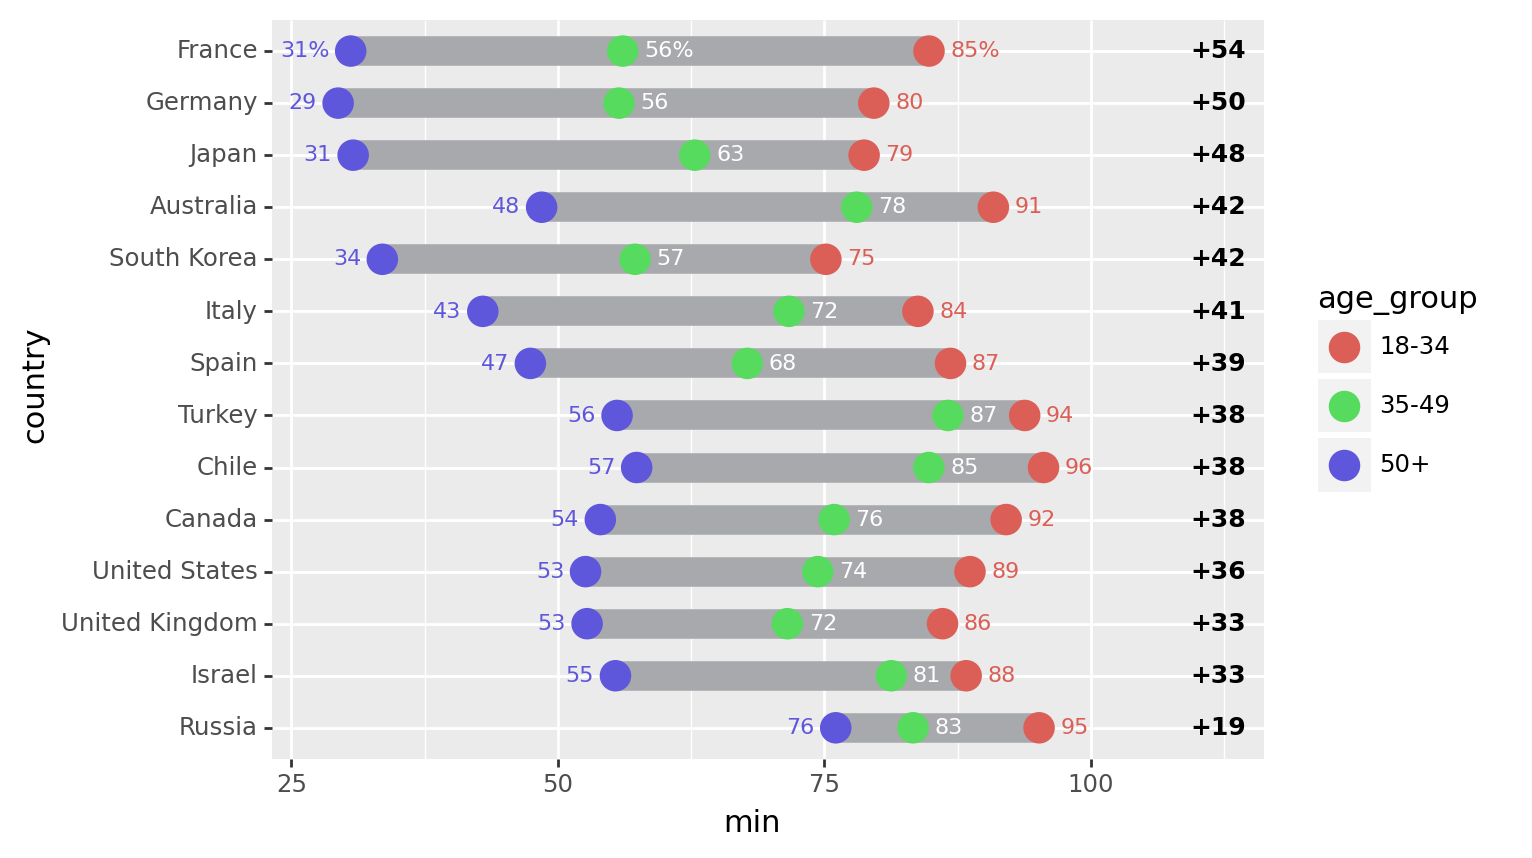 France 31% 56% 85% +54
Germany 29 56 80 +50
Japan 31 63 79 +48
Australia 48 78 91 +42
South Korea 34 57 75 +42
Italy 43 72 84 +41
Spain 47 68 87 +39
Turkey 56 87 94 +38
Chile 57 85 96 +38
Canada 54 76 92 +38
United States 53 74 89 +36
United Kingdom 53 72 86 +33
Israel 55 81 88 +33
Russia 76 83 95 +19
25 50 75 100
min
country
age_group
18-34
35-49
50+